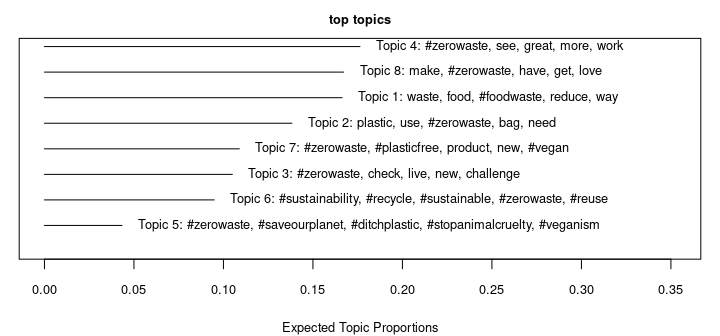 top topics
Topic 4: #zerowaste, see, great, more, work
Topic 8: make, #zerowaste, have, get, love
Topic 1: waste, food, #foodwaste, reduce, way
Topic 2: plastic, use, #zerowaste, bag, need
Topic 7: #zerowaste, #plasticfree, product, new, #vegan
Topic 3: #zerowaste, check, live, new, challenge
Topic 6: #sustainability, #recycle, #sustainable, #zerowaste, #reuse
Topic 5: #zerowaste, #saveourplanet, #ditchplastic, #stopanimalcruelty, #veganism
0.00 0.05 0.10 0.15 0.20 0.25 0.30 0.35
Expected Topic Proportions